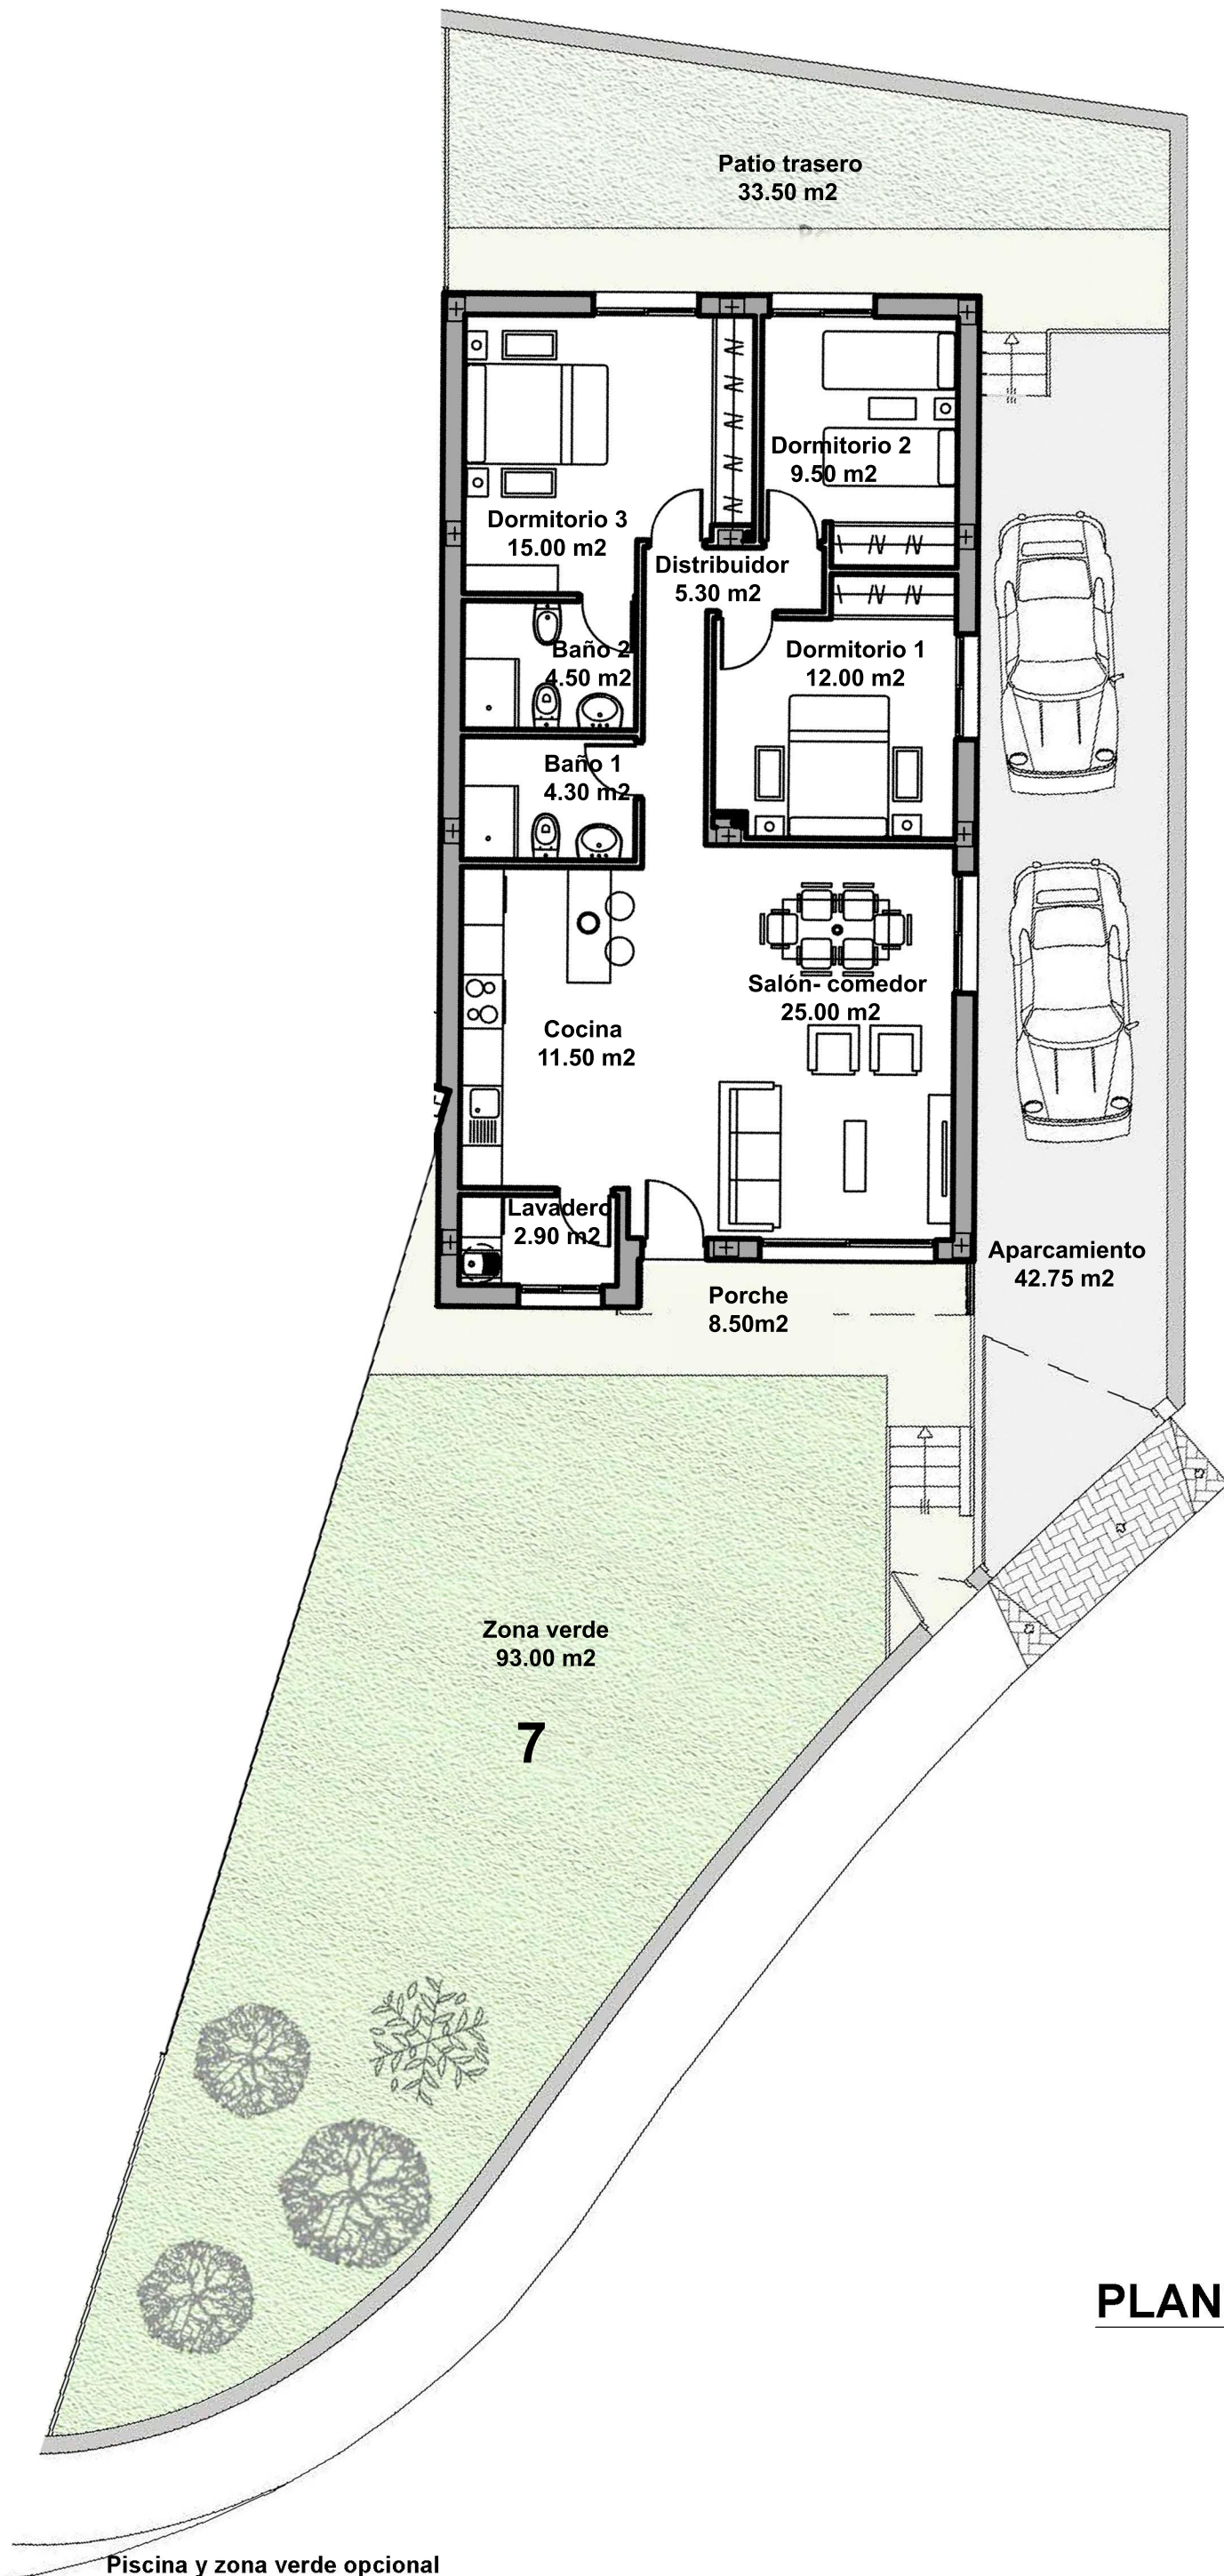 Patio trasero
33.50 m2
Dormitorio 2
9.50 m2
Dormitorio 3
15.00 m2
Distribuidor
5.30 m2
Baño 2
4.50 m2
Dormitorio 1
12.00 m2
Baño 1
4.30 m2
Salón- comedor
25.00 m2
Cocina
11.50 m2
Lavadero
2.90 m2
Aparcamiento
42.75 m2
Porche
8.50m2
Zona verde
93.00 m2
7
PLAN
Piscina y zona verde opcional